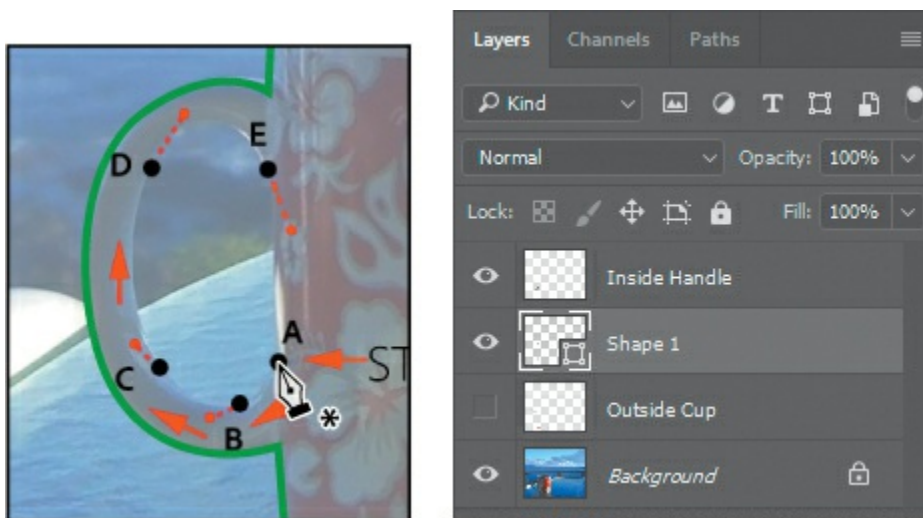 E
D
A
ST
C
B
*
Layers Channels Paths
Kind T
Normal Opacity: 100%
Lock: Fill: 100%
Inside Handle
Shape 1
Outside Cup
Background